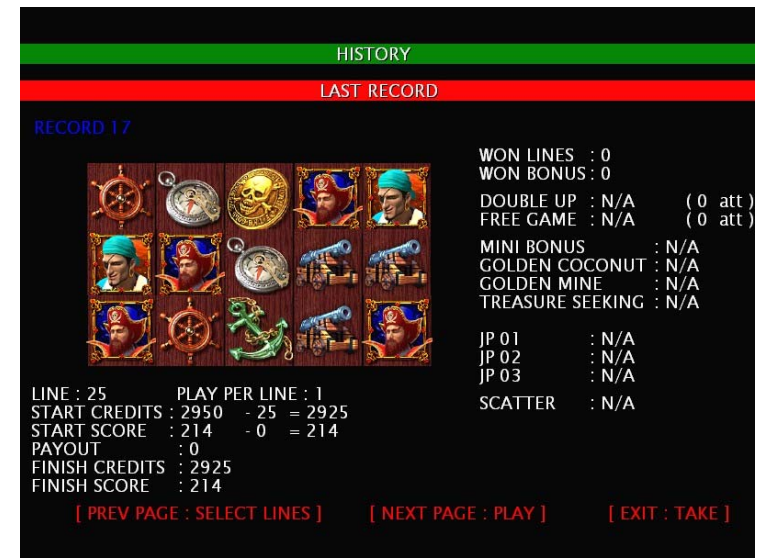 HISTORY
LAST RECORD
RECORD 17
WON LINES : 0
WON BONUS : 0
DOUBLE UP : N/A ( 0 att )
FREE GAME : N/A ( 0 att )
MINI BONUS : N/A
GOLDEN COCONUT : N/A
GOLDEN MINE : N/A
TREASURE SEEKING : N/A
JP 01 : N/A
JP 02 : N/A
JP 03 : N/A
SCATTER : N/A
LINE : 25 PLAY PER LINE : 1
START CREDITS : 2950 - 25 = 2925
START SCORE : 214 - 0 = 214
PAYOUT : 0
FINISH CREDITS : 2925
FINISH SCORE : 214
[ PREV PAGE : SELECT LINES ] [ NEXT PAGE : PLAY ] [ EXIT : TAKE ]